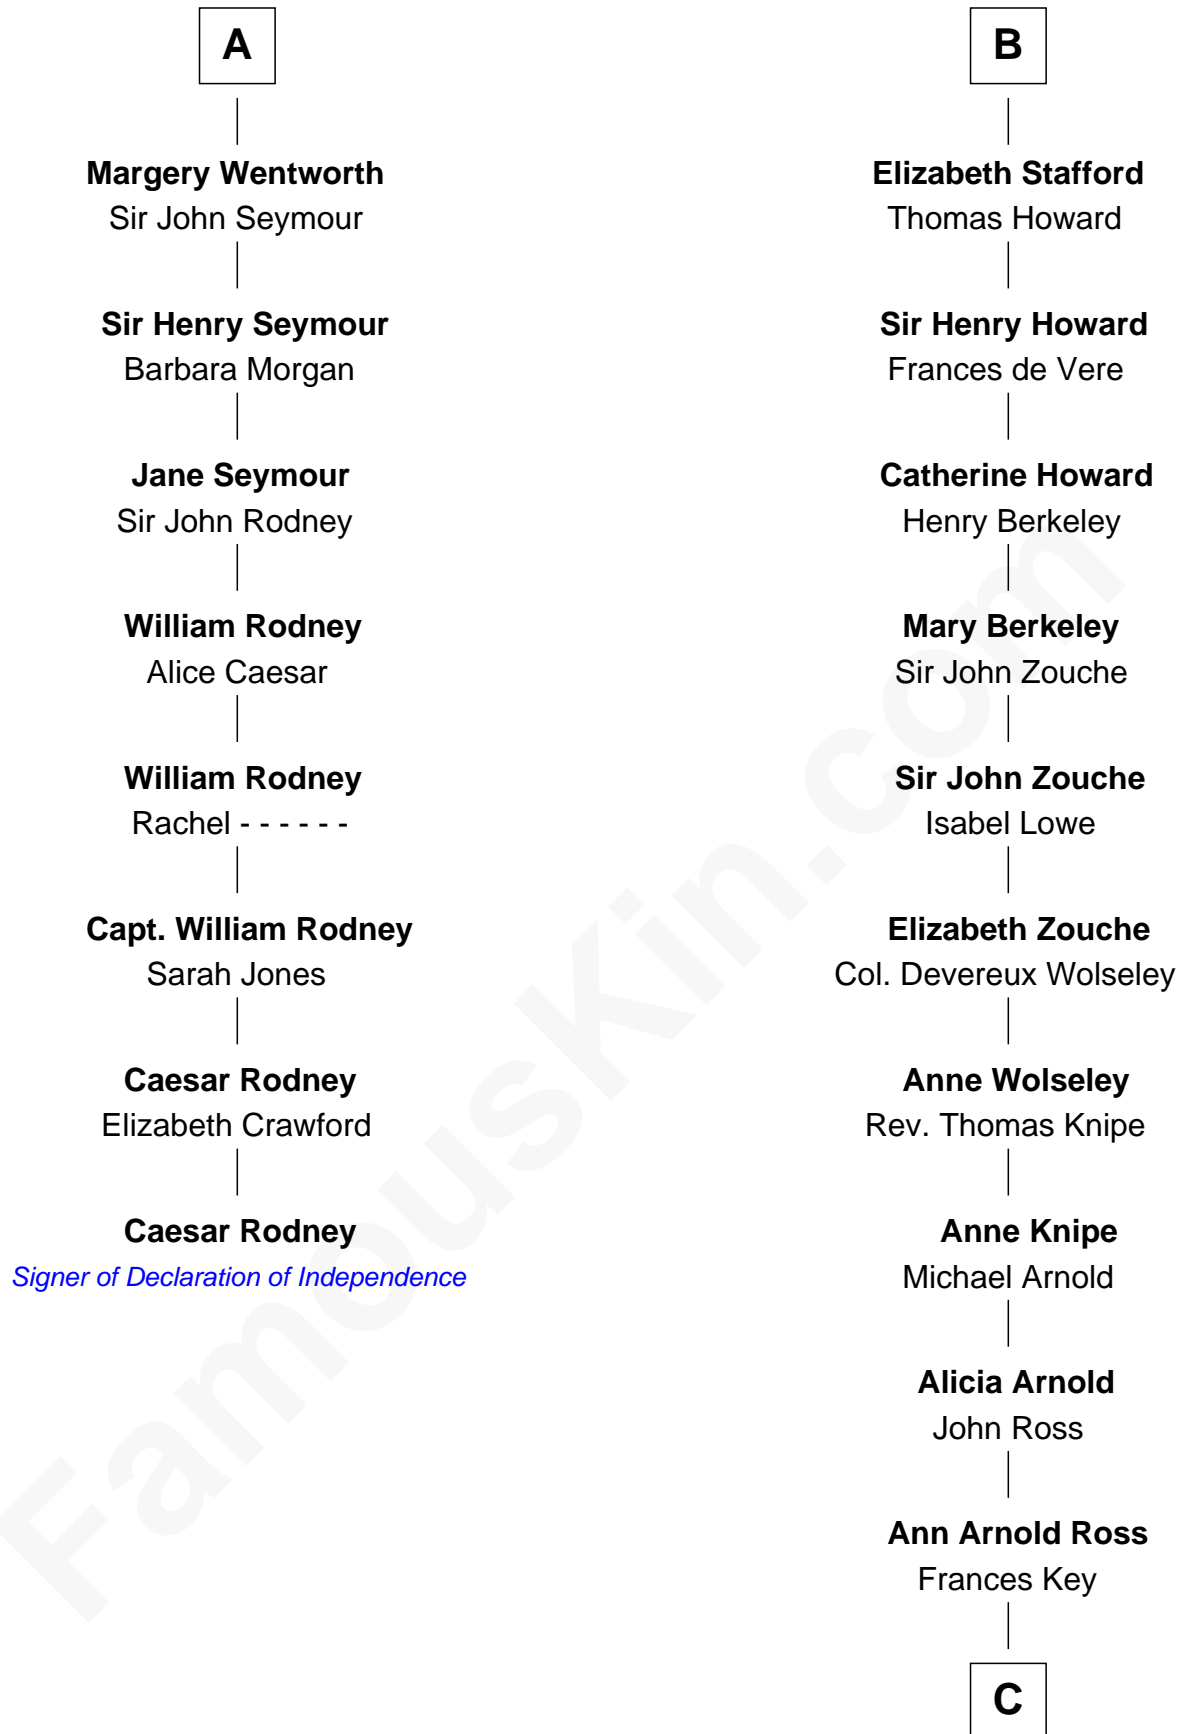 A
Margery Wentworth
Sir John Seymour
Sir Henry Seymour
Barbara Morgan
Jane Seymour
Sir John Rodney
William Rodney
Alice Caesar
William Rodney
Rachel - - - - - -
Capt. William Rodney
Sarah Jones
Caesar Rodney
Elizabeth Crawford
Caesar Rodney
Signer of Declaration of Independence
B
Elizabeth Stafford
Thomas Howard
Sir Henry Howard
Frances de Vere
Catherine Howard
Henry Berkeley
Mary Berkeley
Sir John Zouche
Sir John Zouche
Isabel Lowe
Elizabeth Zouche
Col. Devereux Wolseley
Anne Wolseley
Rev. Thomas Knipe
Anne Knipe
Michael Arnold
Alicia Arnold
John Ross
Ann Arnold Ross
Frances Key
C
FamousKin.com